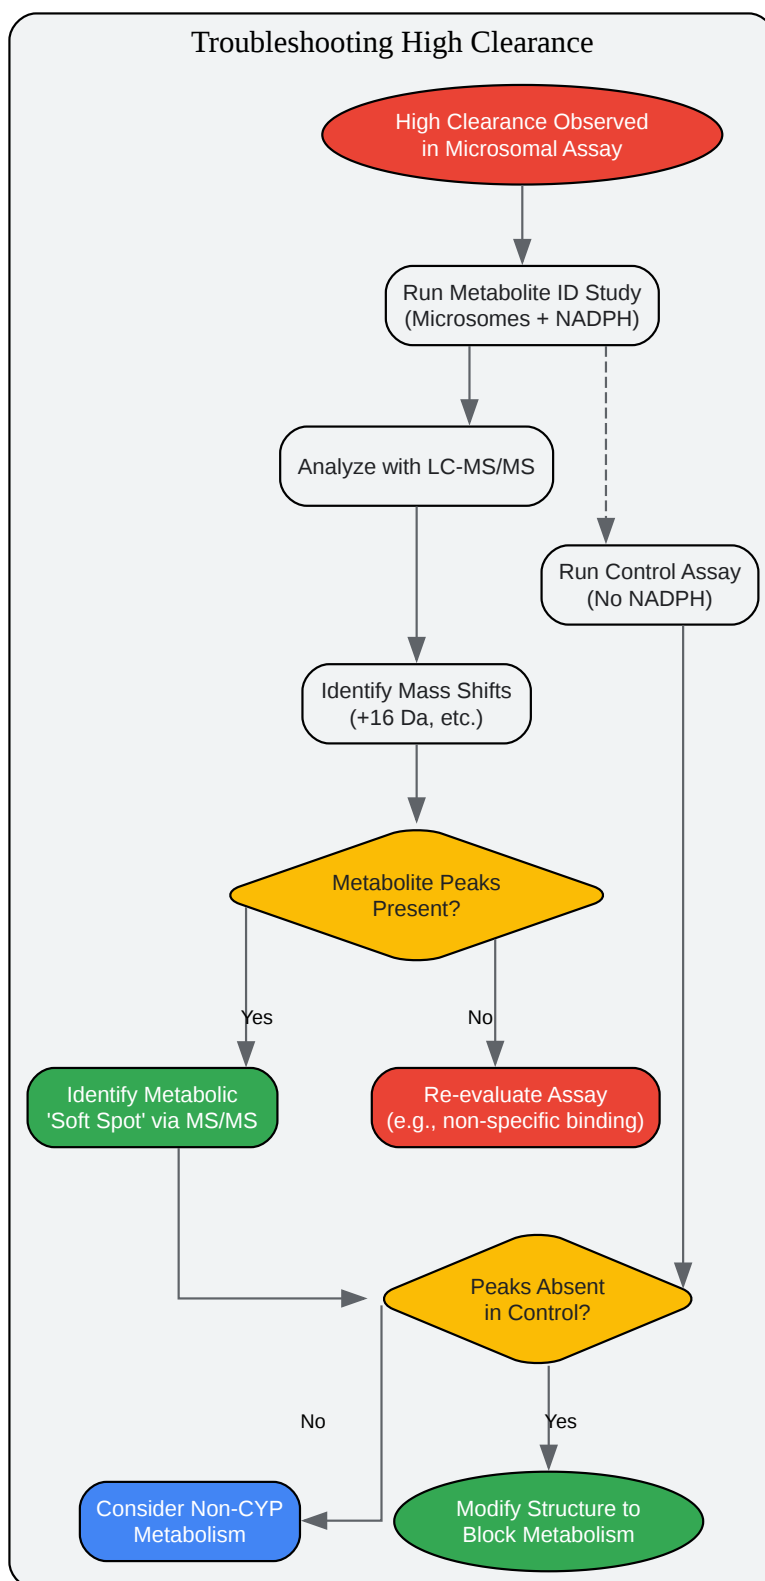 Troubleshooting High Clearance
High Clearance Observed
in Microsomal Assay
Run Metabolite ID Study
(Microsomes + NADPH)
Analyze with LC-MS/MS
Run Control Assay
(No NADPH)
Identify Mass Shifts
(+16 Da, etc.)
Metabolite Peaks
Present?
Yes
No
Identify Metabolic
'Soft Spot' via MS/MS
Re-evaluate Assay
(e.g., non-specific binding)
Peaks Absent
in Control?
No
Yes
Consider Non-CYP
Metabolism
Modify Structure to
Block Metabolism